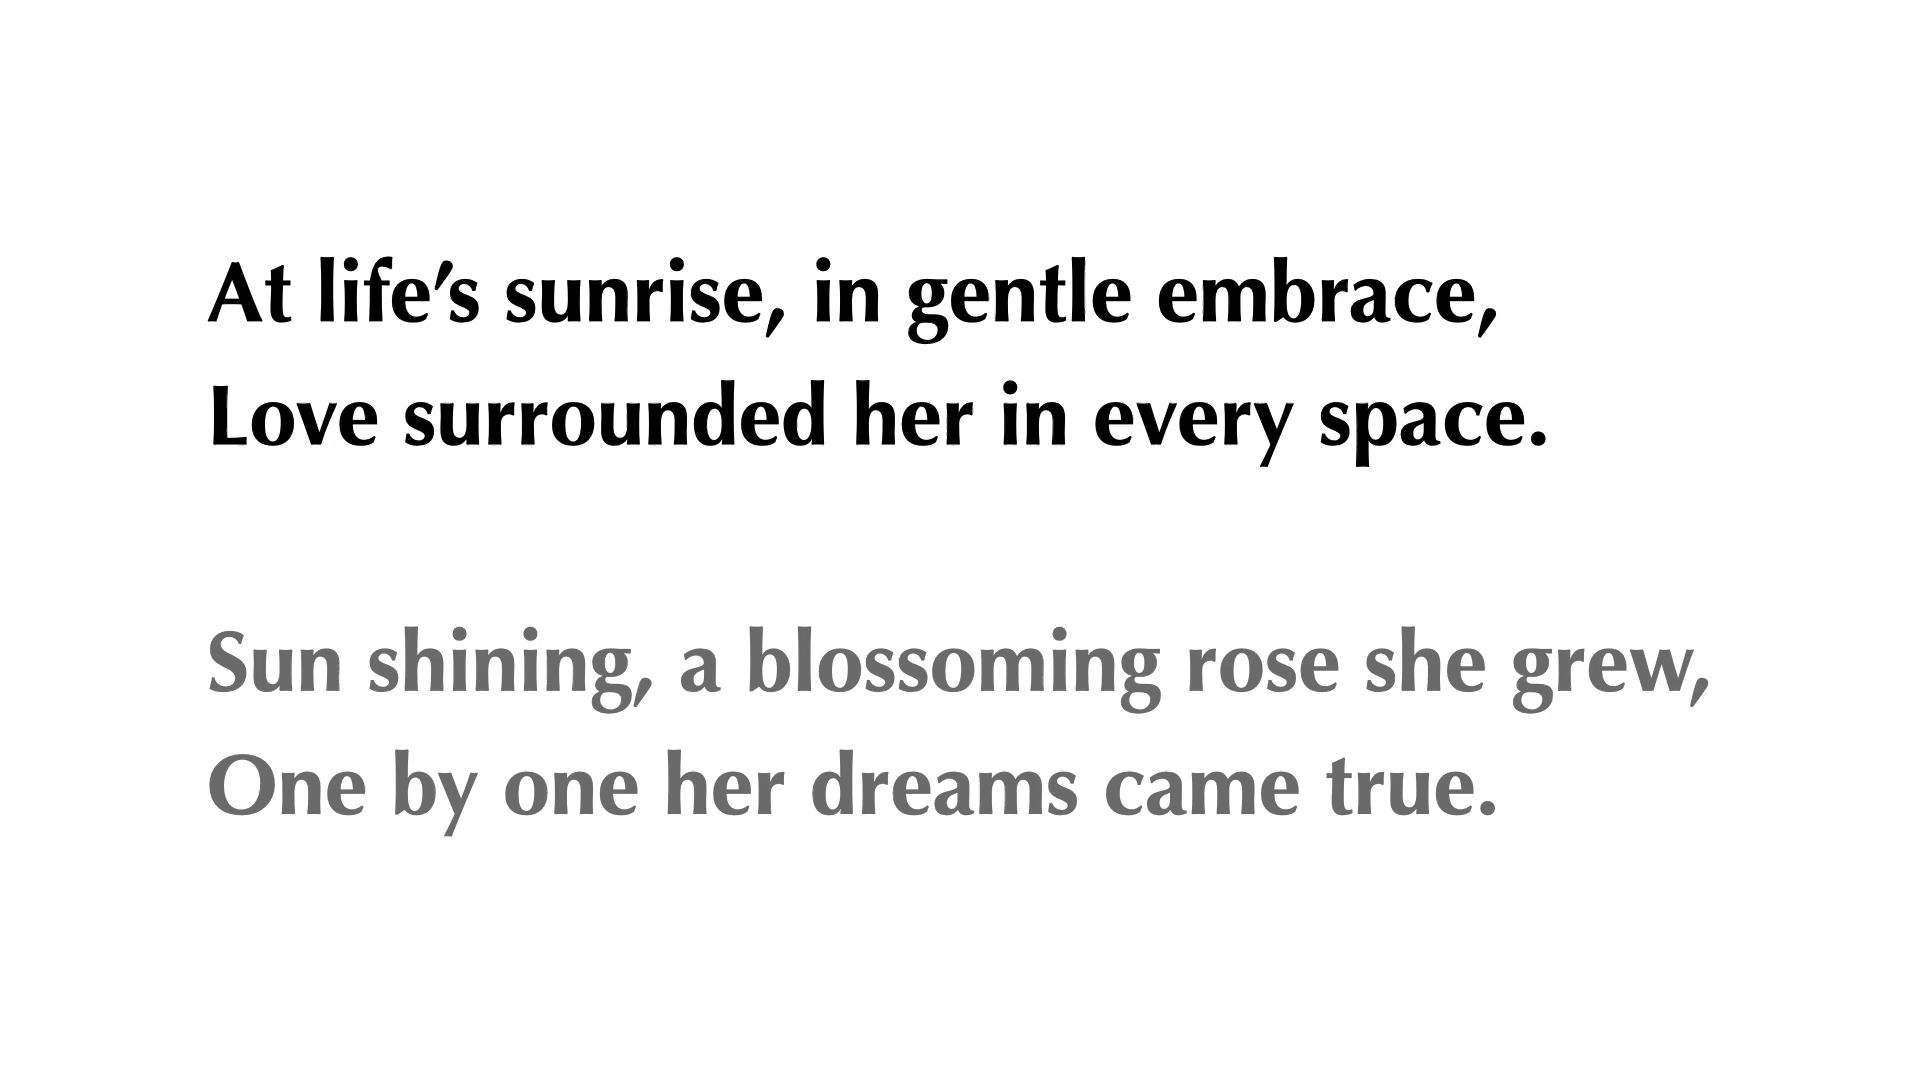 At life’s sunrise, in gentle embrace,
Love surrounded her in every space.
Sun shining, a blossoming rose she grew,
One by one her dreams came true.